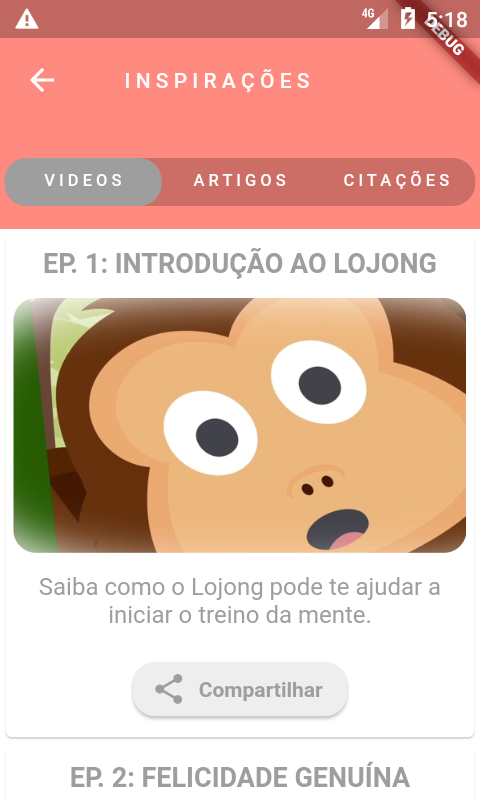 4G 5:18
DEBUG
INSPIRAÇÕES
VIDEOS ARTIGOS CITAÇÕES
EP. 1: INTRODUÇÃO AO LOJONG
Saiba como o Lojong pode te ajudar a
iniciar o treino da mente.
Compartilhar
EP. 2: FELICIDADE GENUÍNA